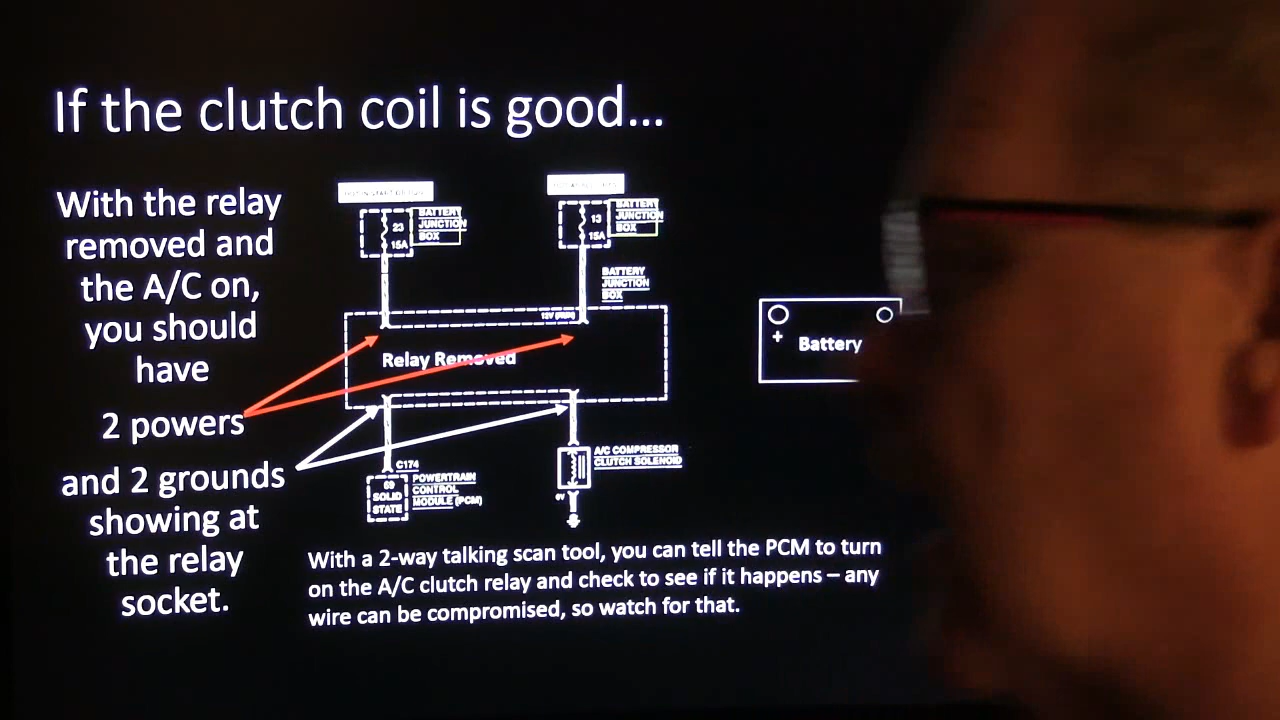 If the clutch coil is good...
With the relay
removed and
the A/C on,
you should
have
2 powers
and 2 grounds
showing at
the relay
socket.
23
15A
BATTERY
JUNCTION
BOX
13
15A
BATTERY
JUNCTION
BOX
BATTERY
JUNCTION
BOX
Relay Removed
+
Battery
C174
69
SOLID
STATE
POWERTRAIN
CONTROL
MODULE (PCM)
A/C COMPRESSOR
CLUTCH SOLENOID
With a 2-way talking scan tool, you can tell the PCM to turn
on the A/C clutch relay and check to see if it happens – any
wire can be compromised, so watch for that.